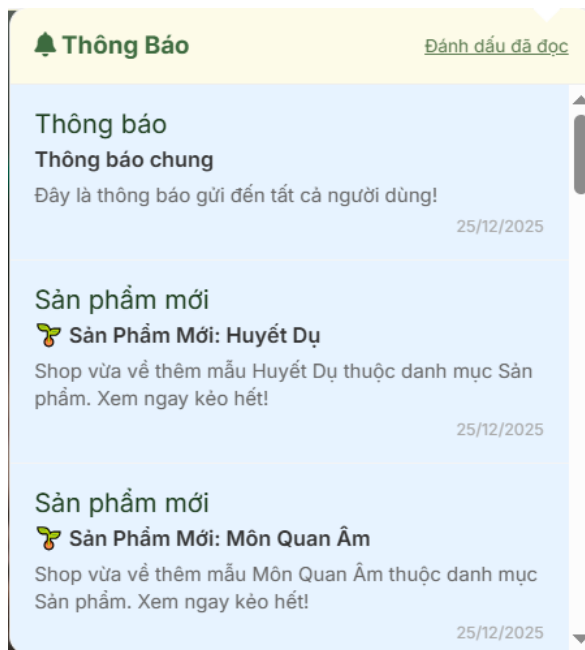 Thông Báo
Đánh dấu đã đọc
Thông báo
Thông báo chung
Đây là thông báo gửi đến tất cả người dùng!
25/12/2025
Sản phẩm mới
Sản Phẩm Mới: Huyết Dụ
Shop vừa về thêm mẫu Huyết Dụ thuộc danh mục Sản
phẩm. Xem ngay kẻo hết!
25/12/2025
Sản phẩm mới
Sản Phẩm Mới: Môn Quan Âm
Shop vừa về thêm mẫu Môn Quan Âm thuộc danh mục
Sản phẩm. Xem ngay kẻo hết!
25/12/2025